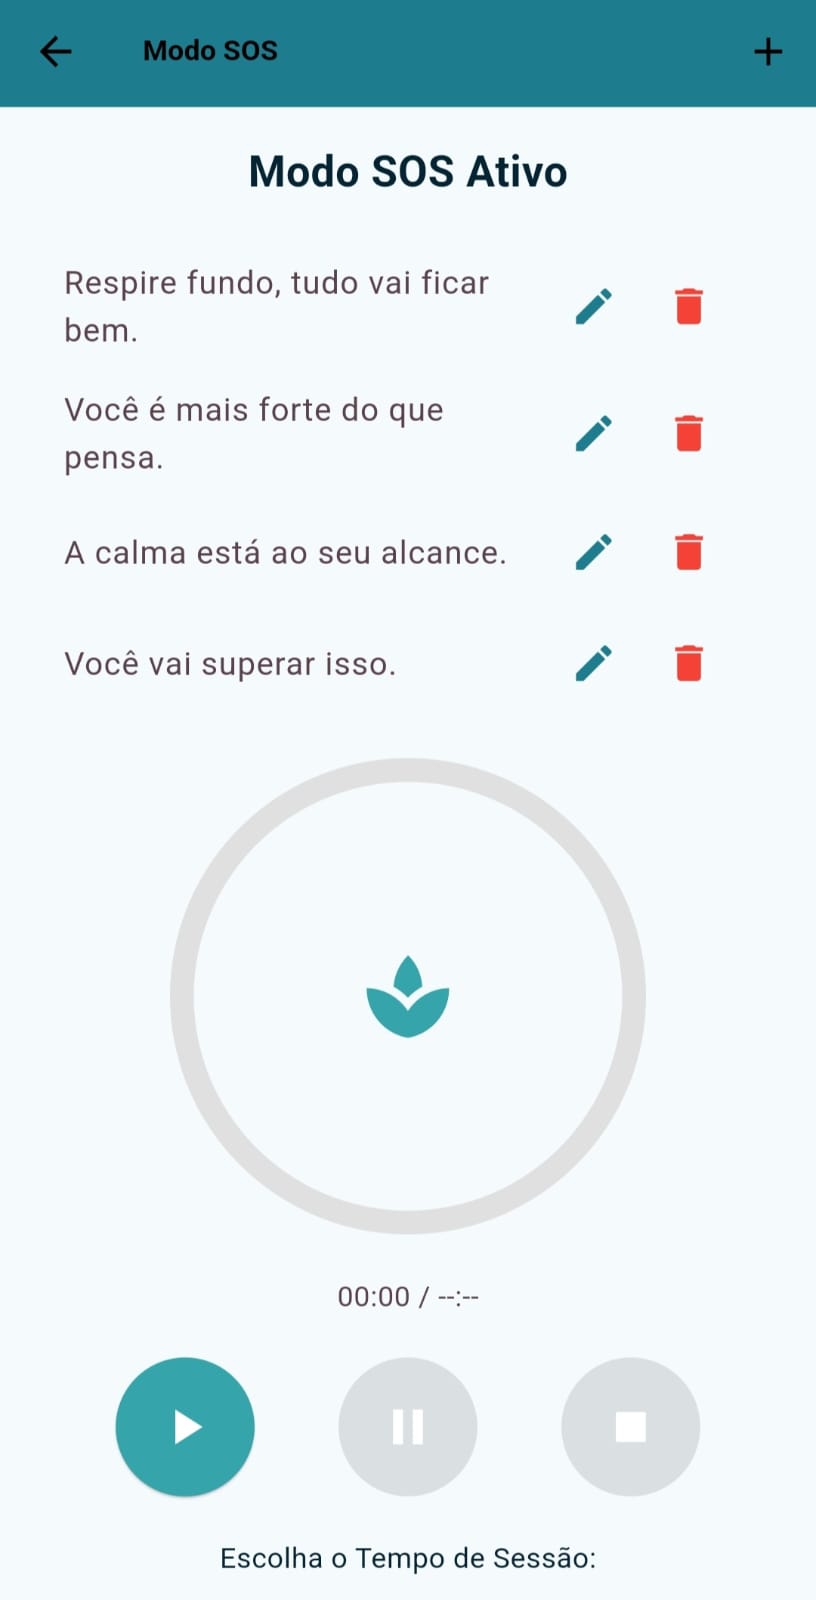 Modo SOS
Modo SOS Ativo
Respire fundo, tudo vai ficar
bem.
Você é mais forte do que
pensa.
A calma está ao seu alcance.
Você vai superar isso.
00:00 / --:--
Escolha o Tempo de Sessão: